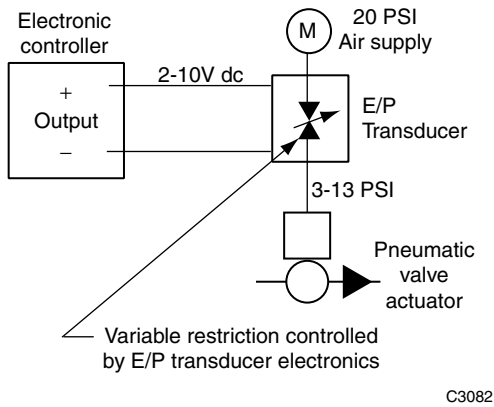 Electronic
controller
20 PSI
Air supply
M
2-10V dc
+
Output
−
E/P
Transducer
3-13 PSI
Pneumatic
valve
actuator
Variable restriction controlled
by E/P transducer electronics
C3082